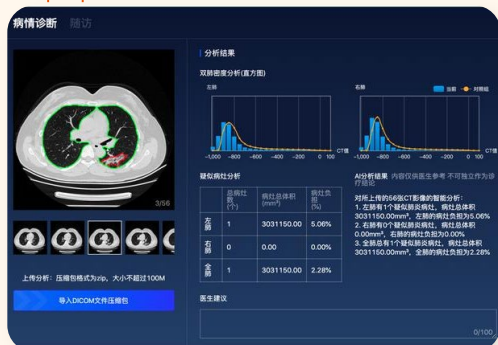 病情诊断 随访
分析结果
双肺密度分析(直方图)
左肺
右肺
当前 对照组
-1,000 -800 -600 -400 -200 0 100 CT值
-1,000 -800 -600 -400 -200 0 100 CT值
3/56
上传分析：压缩包格式为zip，大小不超过100M
导入DICOM文件压缩包
疑似病灶分析
总病灶数(个) 病灶总体积(mm³) 病灶负担(%)
左肺 1 3031150.00 5.06%
右肺 0 0.00 0.00%
全肺 1 3031150.00 2.28%
AI分析结果 内容仅供医生参考 不可独立作为诊
疗结论
对所上传的56张CT影像的智能分析：
1. 左肺有1个疑似肺炎病灶，病灶总体积
3031150.00mm³，左肺的病灶负担为5.06%
2. 右肺有0个疑似肺炎病灶，病灶总体积
0.00mm³，右肺的病灶负担为0.00%
3. 全肺总有1个疑似肺炎病灶，病灶总体积
3031150.00mm³，全肺的病灶负担为2.28%
医生建议
0/100